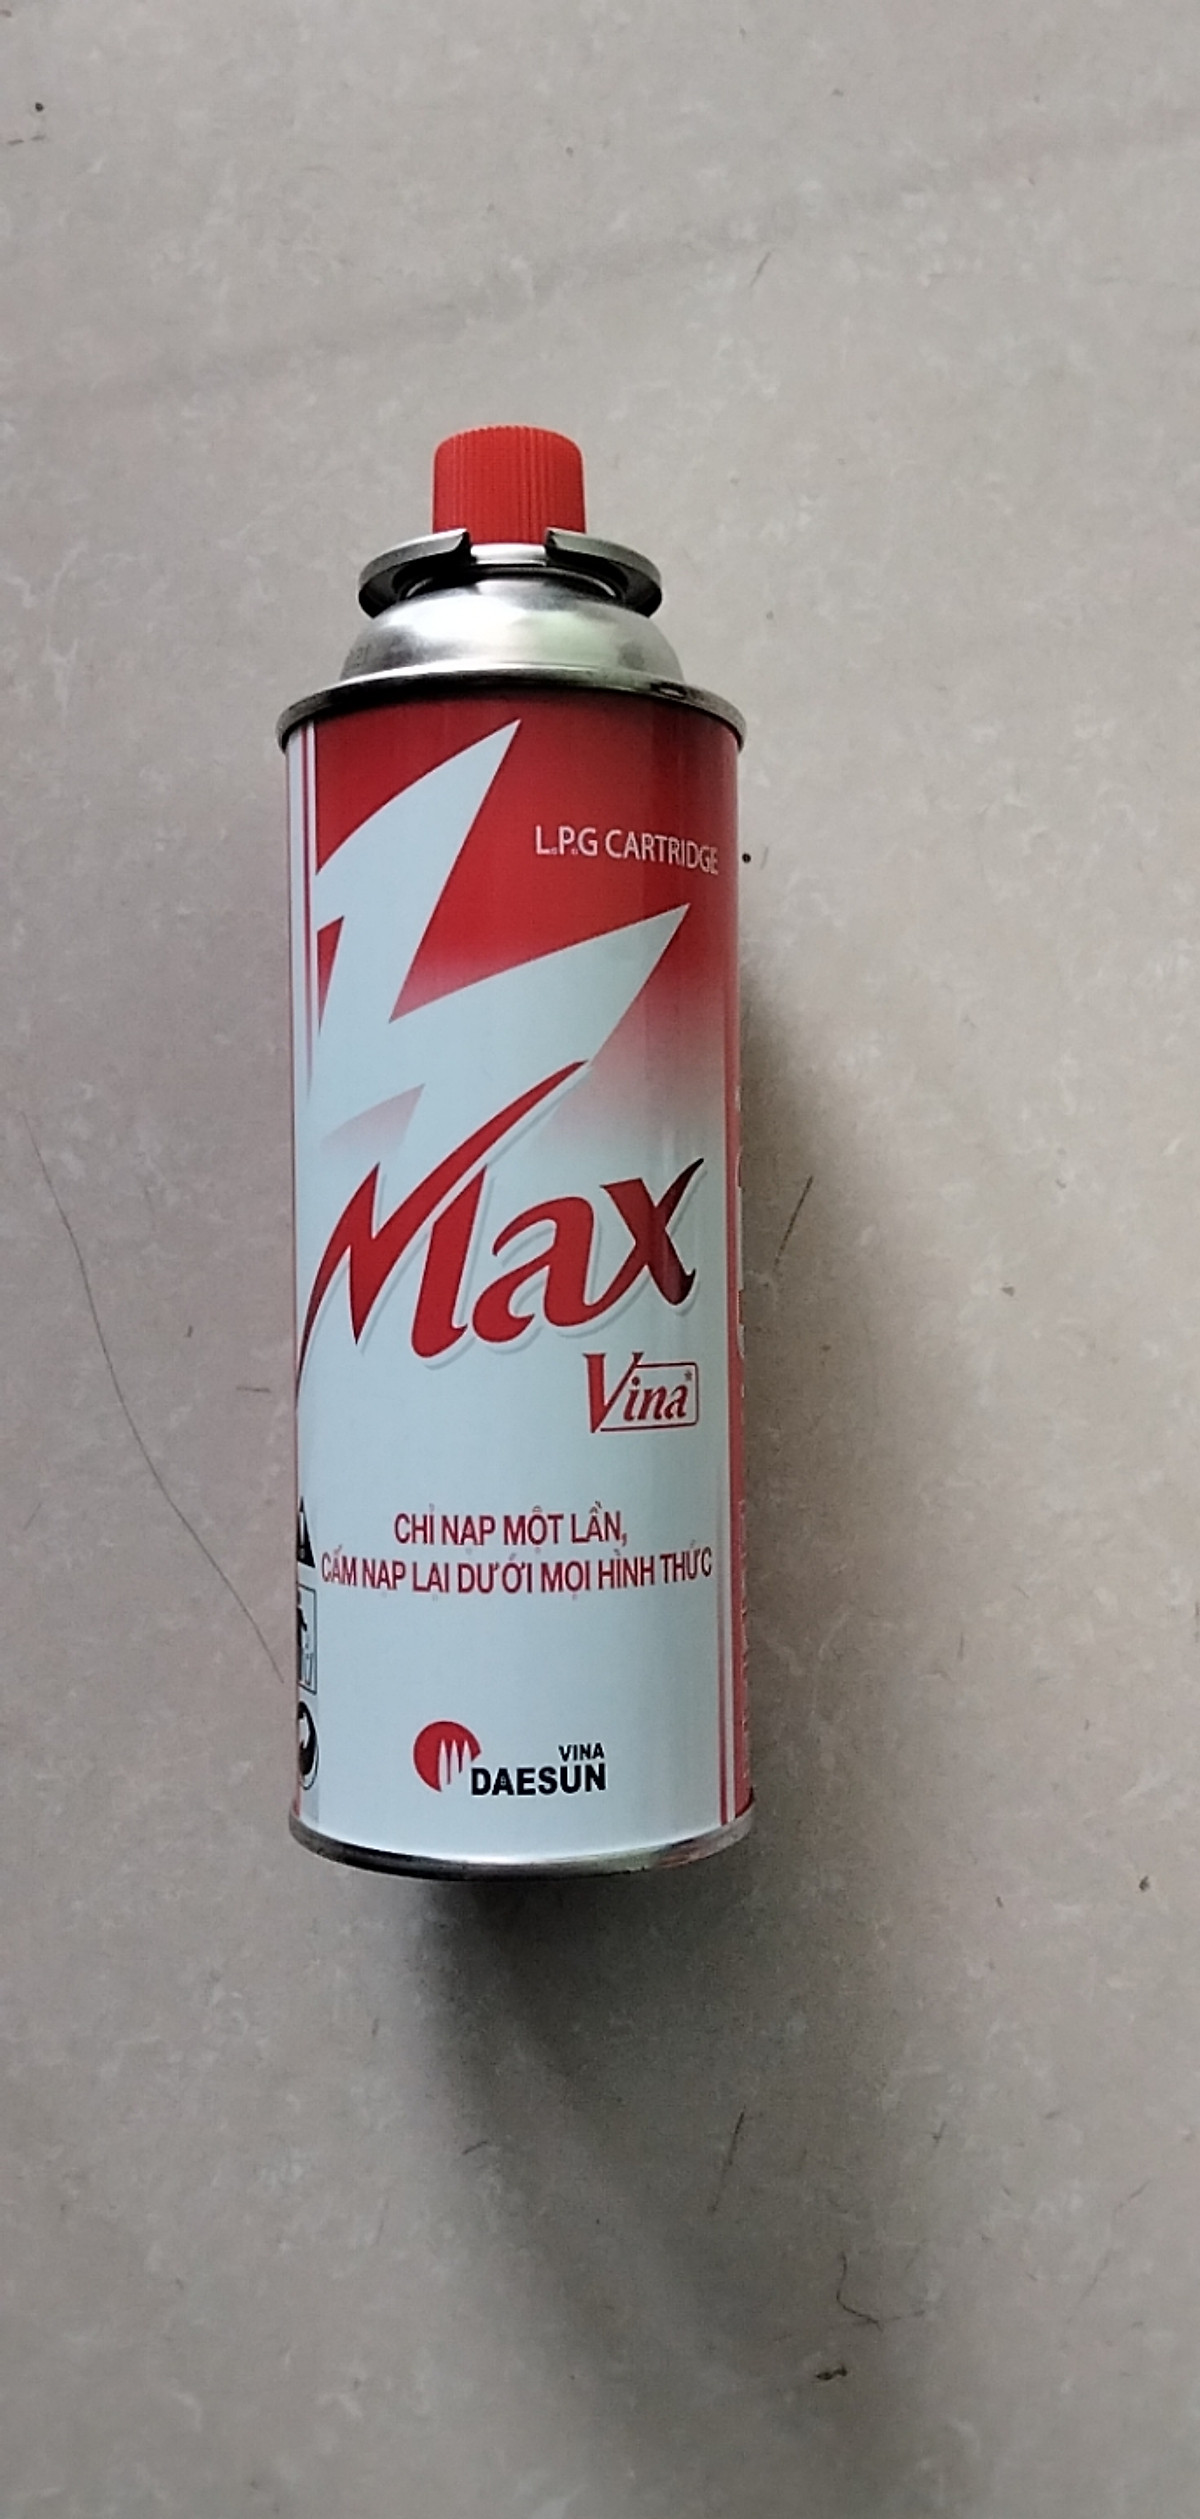 L.P.G CARTRIDGE
Max
Vina
CHỈ NẠP MỘT LẦN,
CẤM NẠP LẠI DƯỚI MỌI HÌNH THỨC
VINA
DAESUN